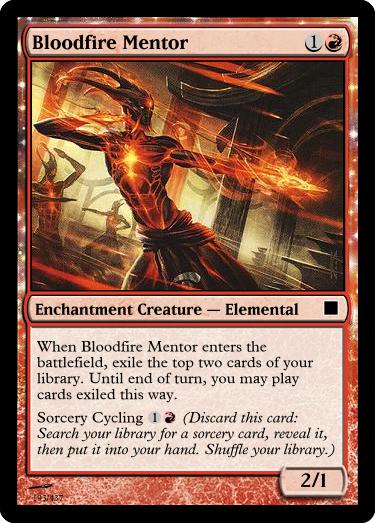 Bloodfire Mentor 1
Enchantment Creature — Elemental
When Bloodfire Mentor enters the
battlefield, exile the top two cards of your
library. Until end of turn, you may play
cards exiled this way.
Sorcery Cycling 1 (Discard this card:
Search your library for a sorcery card, reveal it,
then put it into your hand. Shuffle your library.)
2/1
193/437